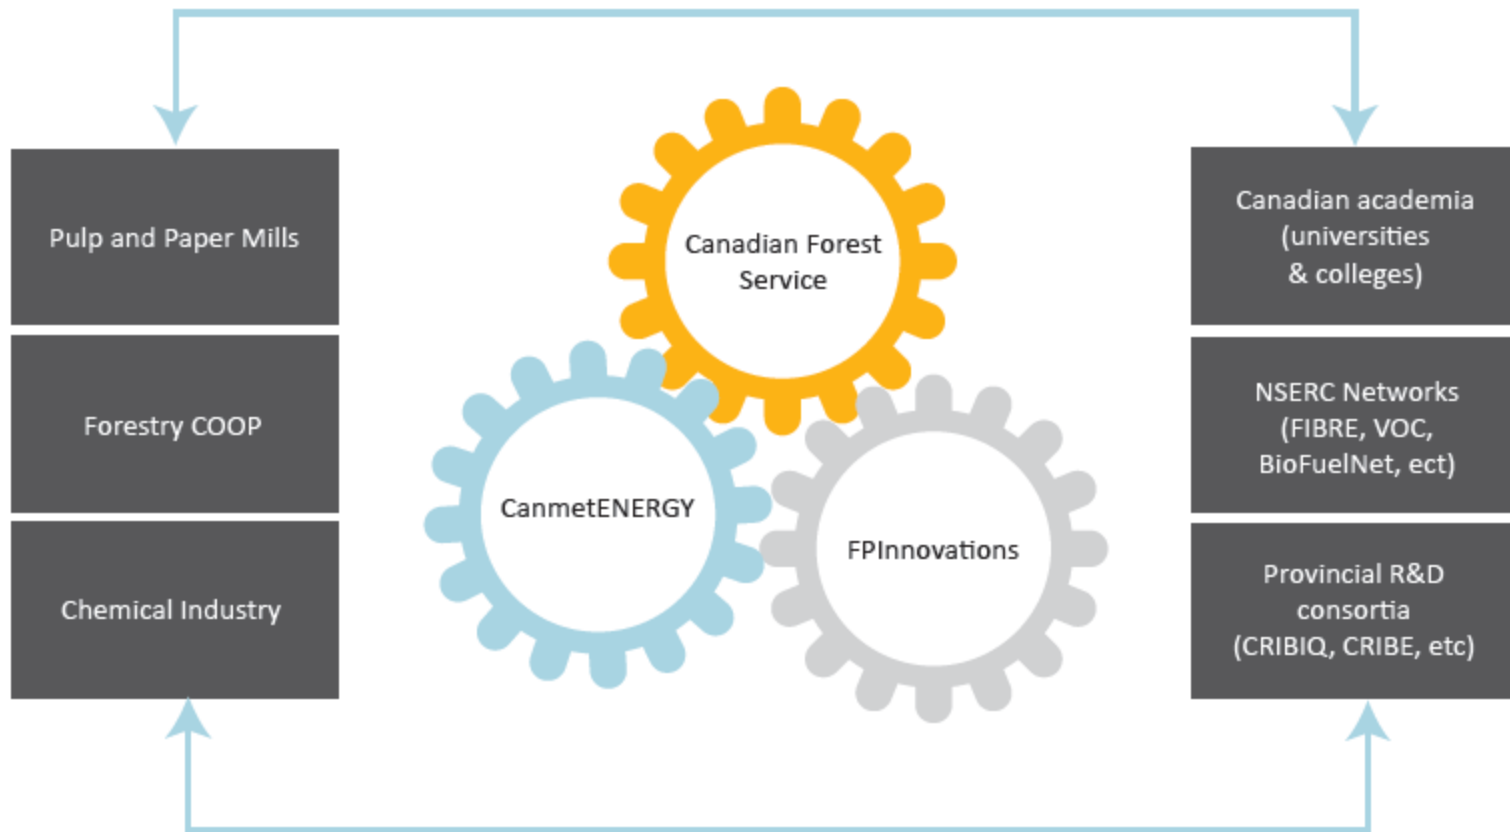 Pulp and Paper Mills
Forestry COOP
Chemical Industry
Canadian Forest
Service
CanmetENERGY
FPInnovations
Canadian academia
(universities
& colleges)
NSERC Networks
(FIBRE, VOC,
BioFuelNet, ect)
Provincial R&D
consortia
(CRIBIQ, CRIBE, etc)